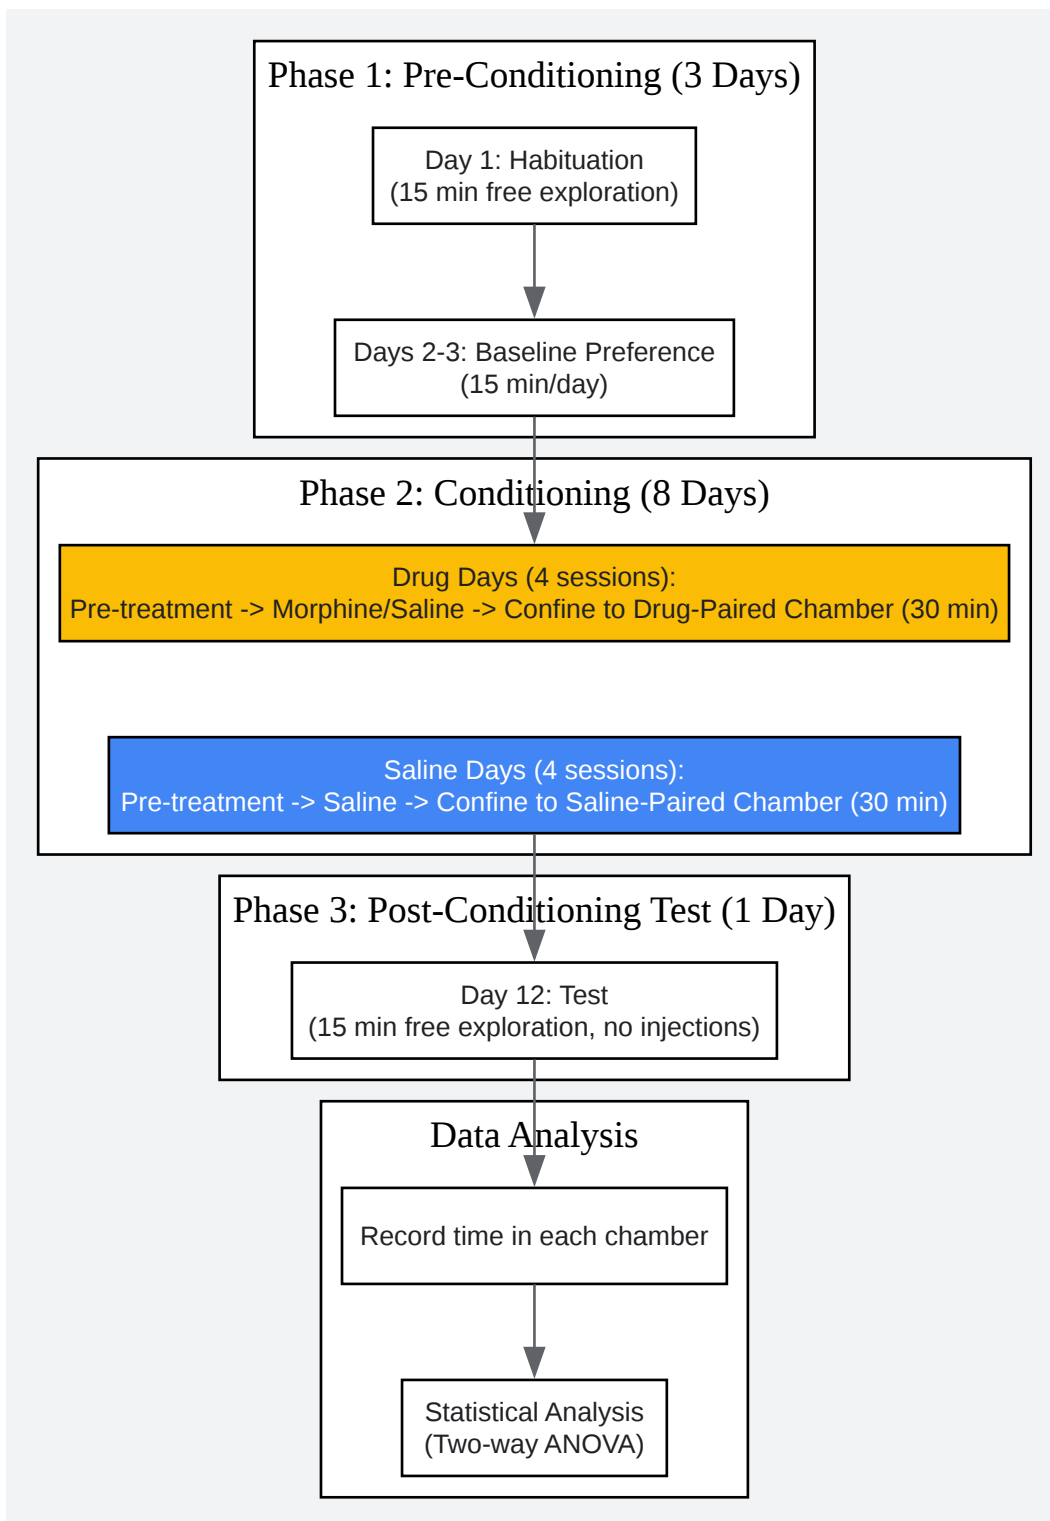 Phase 1: Pre-Conditioning (3 Days)
Day 1: Habituation
(15 min free exploration)
Days 2-3: Baseline Preference
(15 min/day)
Phase 2: Conditioning (8 Days)
Drug Days (4 sessions):
Pre-treatment -> Morphine/Saline -> Confine to Drug-Paired Chamber (30 min)
Saline Days (4 sessions):
Pre-treatment -> Saline -> Confine to Saline-Paired Chamber (30 min)
Phase 3: Post-Conditioning Test (1 Day)
Day 12: Test
(15 min free exploration, no injections)
Data Analysis
Record time in each chamber
Statistical Analysis
(Two-way ANOVA)